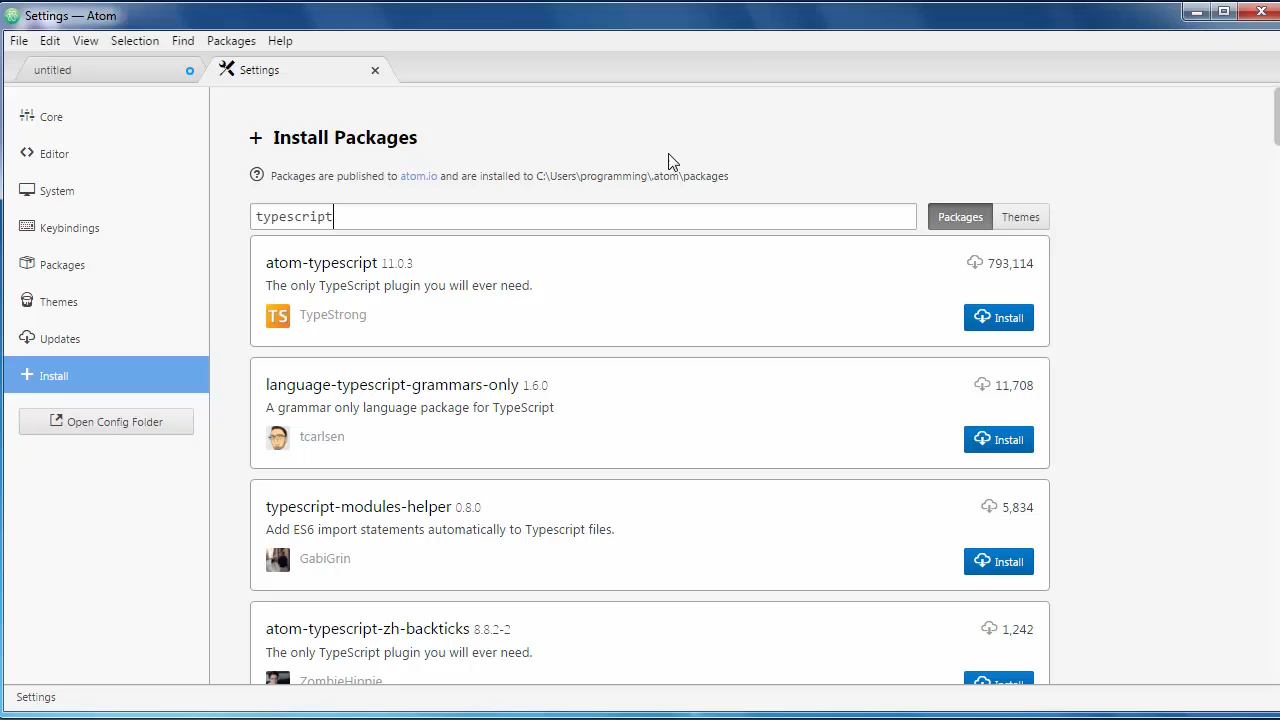 Settings — Atom
File Edit View Selection Find Packages Help
untitled
Settings
Core
Editor
System
Keybindings
Packages
Themes
Updates
Install
Open Config Folder
Install Packages
Packages are published to atom.io and are installed to C:\Users\programming\.atom\packages
typescript
Packages Themes
atom-typescript 11.0.3 793,114
The only TypeScript plugin you will ever need.
TS TypeStrong Install
language-typescript-grammars-only 1.6.0 11,708
A grammar only language package for TypeScript
tcarlsen Install
typescript-modules-helper 0.8.0 5,834
Add ES6 import statements automatically to Typescript files.
GabiGrin Install
atom-typescript-zh-backticks 8.8.2-2 1,242
The only TypeScript plugin you will ever need.
ZombieHippie Install
Settings